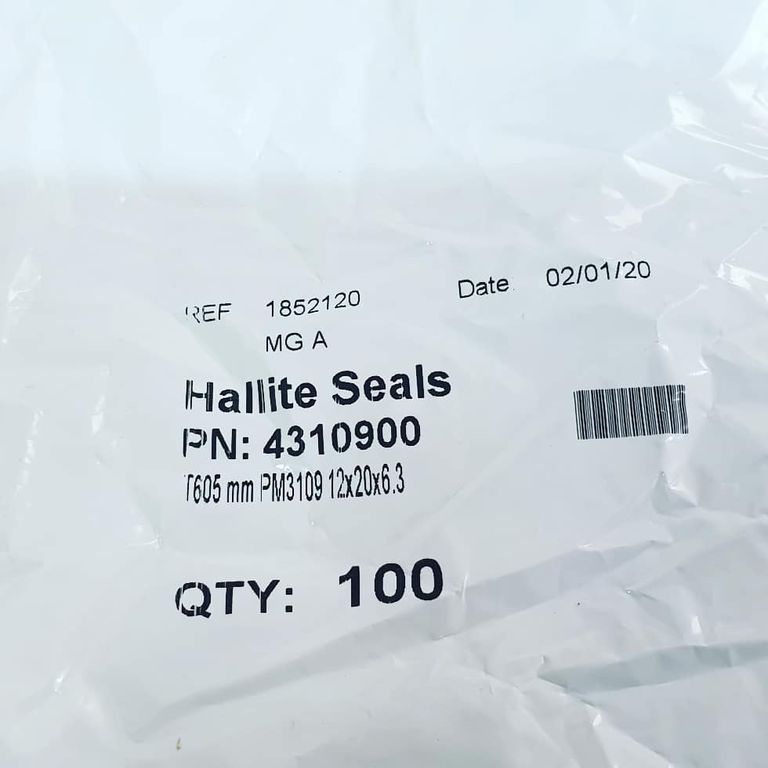 REF 1852120 Date 02/01/20
MG A
Hallite Seals
PN: 4310900
T605 mm PM3109 12x20x6.3
QTY: 100